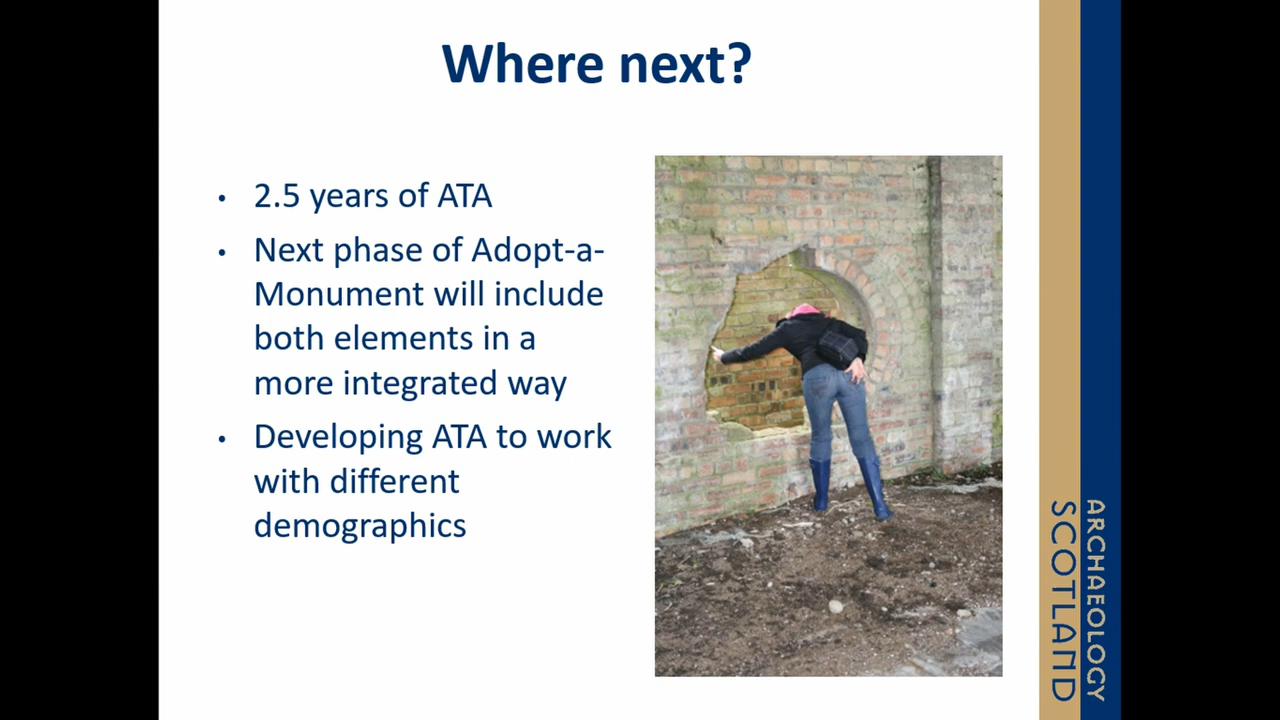 Where next?
• 2.5 years of ATA
• Next phase of Adopt-a-
Monument will include
both elements in a
more integrated way
• Developing ATA to work
with different
demographics
ARCHAEOLOGY
SCOTLAND